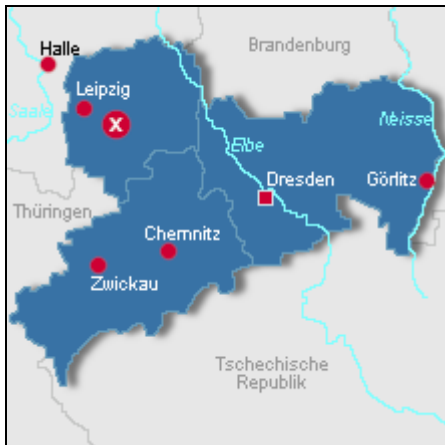 Brandenburg
Halle
Leipzig
X
Saale
Neisse
Elbe
Dresden
Görlitz
Thüringen
Chemnitz
Zwickau
Tschechische
Republik